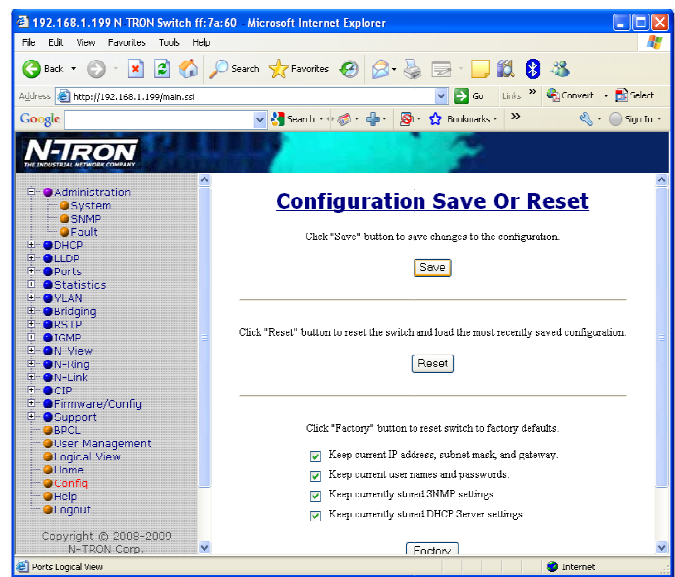 192.168.1.199 N-TRON Switch ff:7a:60 - Microsoft Internet Explorer
File Edit View Favorites Tools Help
Back Search Favorites
Address http://192.168.1.199/main.ssi Go Links » Convert Select
Google Search Bookmarks » Sign In
N-TRON
THE INDUSTRIAL NETWORK COMPANY
Administration
System
SNMP
Fault
DHCP
LLDP
Ports
Statistics
VLAN
Bridging
RSTP
IGMP
N-View
N-Ring
N-Link
CIP
Firmware/Config
Support
BPCL
User Management
Logical View
Home
Config
Help
Logout
Copyright © 2008-2009
N-TRON Corp.
Configuration Save Or Reset
Click "Save" button to save changes to the configuration.
Save
Click "Reset" button to reset the switch and load the most recently saved configuration.
Reset
Click "Factory" button to reset switch to factory defaults.
Keep current IP address, subnet mask, and gateway.
Keep current user names and passwords.
Keep currently stored SNMP settings
Keep currently stored DHCP Server settings
Factory
Ports Logical View Internet